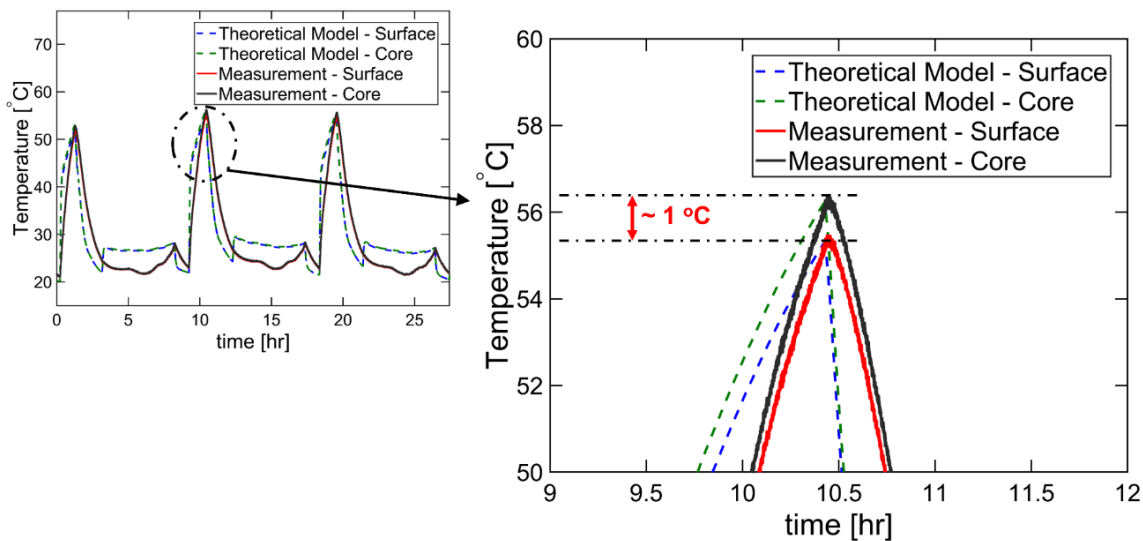 Theoretical Model - Surface
Theoretical Model - Core
Measurement - Surface
Measurement - Core
70
60
50
40
30
20
Temperature [°C]
0 5 10 15 20 25
time [hr]
Theoretical Model - Surface
Theoretical Model - Core
Measurement - Surface
Measurement - Core
~ 1 °C
60
58
56
54
52
50
Temperature [°C]
9 9.5 10 10.5 11 11.5 12
time [hr]